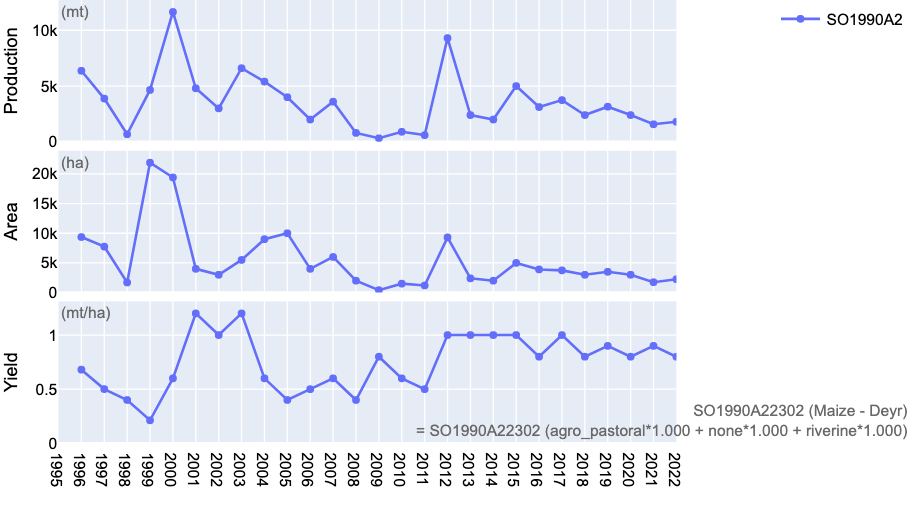 (mt)
SO1990A2
Production
10k
5k
0
(ha)
Area
20k
15k
10k
5k
0
(mt/ha)
Yield
1
0.5
0
SO1990A22302 (Maize - Deyr)
= SO1990A22302 (agro_pastoral*1.000 + none*1.000 + riverine*1.000)
1995 1996 1997 1998 1999 2000 2001 2002 2003 2004 2005 2006 2007 2008 2009 2010 2011 2012 2013 2014 2015 2016 2017 2018 2019 2020 2021 2022